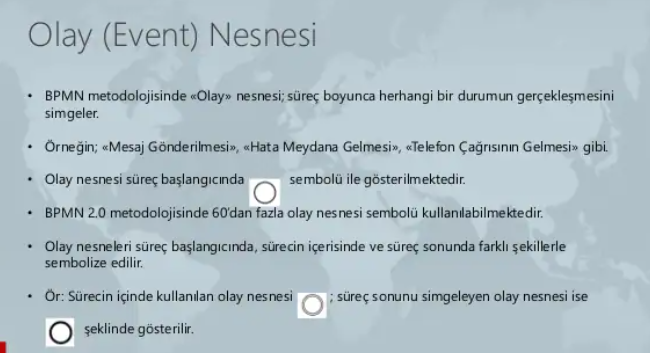 Olay (Event) Nesnesi
• BPMN metodolojisinde «Olay» nesnesi; süreç boyunca herhangi bir durumun gerçekleşmesini
simgeler.
• Örneğin; «Mesaj Gönderilmesi», «Hata Meydana Gelmesi», «Telefon Çağrısının Gelmesi» gibi.
• Olay nesnesi süreç başlangıcında sembolü ile gösterilmektedir.
• BPMN 2.0 metodolojisinde 60'dan fazla olay nesnesi sembolü kullanılabilmektedir.
• Olay nesneleri süreç başlangıcında, sürecin içerisinde ve süreç sonunda farklı şekillerle
sembolize edilir.
• Ör: Sürecin içinde kullanılan olay nesnesi ; süreç sonunu simgeleyen olay nesnesi ise
şeklinde gösterilir.